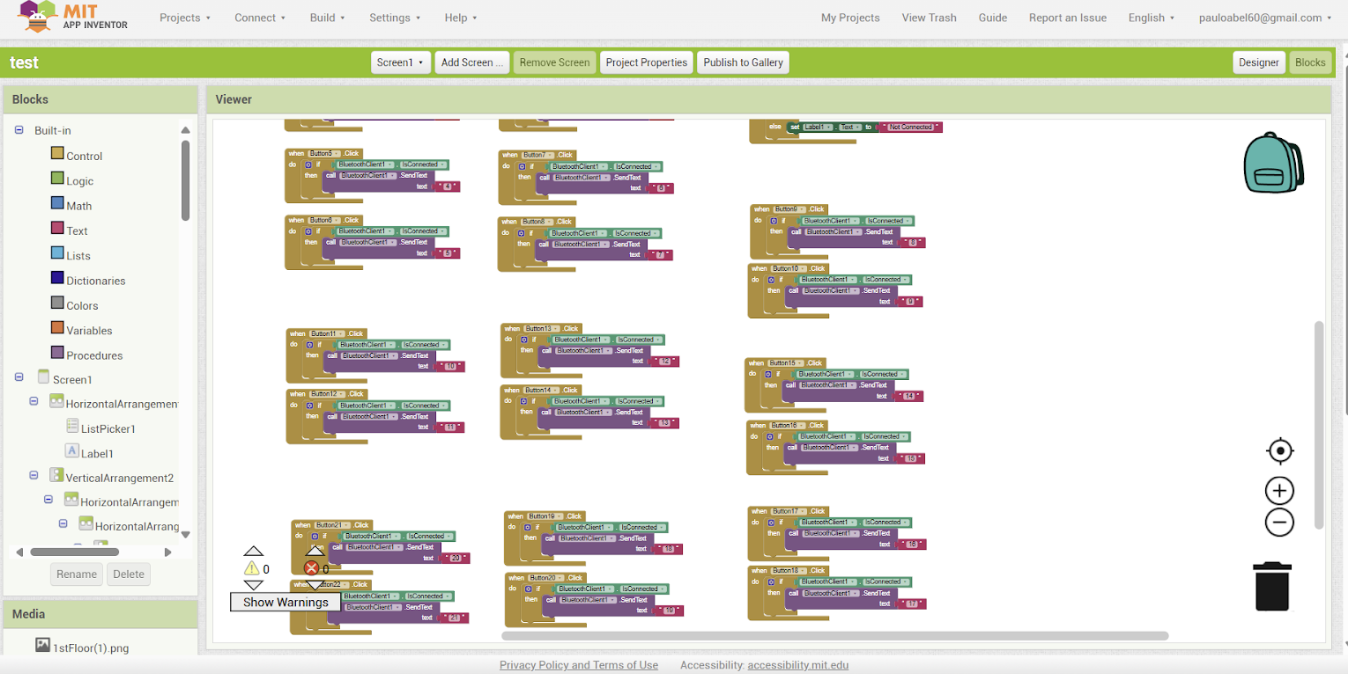 MIT
APP INVENTOR
Projects Connect Build Settings Help My Projects View Trash Guide Report an Issue English pauloabel60@gmail.com
test Screen1 Add Screen ... Remove Screen Project Properties Publish to Gallery Designer Blocks
Blocks
Built-in
Control
Logic
Math
Text
Lists
Dictionaries
Colors
Variables
Procedures
Screen1
HorizontalArrangement
ListPicker1
Label1
VerticalArrangement2
HorizontalArrangem
HorizontalArrang
Rename Delete
Media
1stFloor(1).png
Viewer
else set Label1 . Text to " Not Connected "
when Button5 .Click
do if BluetoothClient1 . IsConnected
then call BluetoothClient1 .SendText
text " 4 "
when Button7 .Click
do if BluetoothClient1 . IsConnected
then call BluetoothClient1 .SendText
text " 6 "
when Button6 .Click
do if BluetoothClient1 . IsConnected
then call BluetoothClient1 .SendText
text " 5 "
when Button8 .Click
do if BluetoothClient1 . IsConnected
then call BluetoothClient1 .SendText
text " 7 "
when Button9 .Click
do if BluetoothClient1 . IsConnected
then call BluetoothClient1 .SendText
text " 8 "
when Button10 .Click
do if BluetoothClient1 . IsConnected
then call BluetoothClient1 .SendText
text " 9 "
when Button11 .Click
do if BluetoothClient1 . IsConnected
then call BluetoothClient1 .SendText
text " 10 "
when Button13 .Click
do if BluetoothClient1 . IsConnected
then call BluetoothClient1 .SendText
text " 12 "
when Button15 .Click
do if BluetoothClient1 . IsConnected
then call BluetoothClient1 .SendText
text " 14 "
when Button12 .Click
do if BluetoothClient1 . IsConnected
then call BluetoothClient1 .SendText
text " 11 "
when Button14 .Click
do if BluetoothClient1 . IsConnected
then call BluetoothClient1 .SendText
text " 13 "
when Button16 .Click
do if BluetoothClient1 . IsConnected
then call BluetoothClient1 .SendText
text " 15 "
when Button21 .Click
do if BluetoothClient1 . IsConnected
call BluetoothClient1 .SendText
text " 20 "
when Button19 .Click
do if BluetoothClient1 . IsConnected
then call BluetoothClient1 .SendText
text " 18 "
when Button17 .Click
do if BluetoothClient1 . IsConnected
then call BluetoothClient1 .SendText
text " 16 "
.Click
BluetoothClient1 . IsConnected
BluetoothClient1 .SendText
text " 21 "
when Button20 .Click
do if BluetoothClient1 . IsConnected
then call BluetoothClient1 .SendText
text " 19 "
when Button18 .Click
do if BluetoothClient1 . IsConnected
then call BluetoothClient1 .SendText
text " 17 "
0 0
Show Warnings
Privacy Policy and Terms of Use Accessibility: accessibility.mit.edu